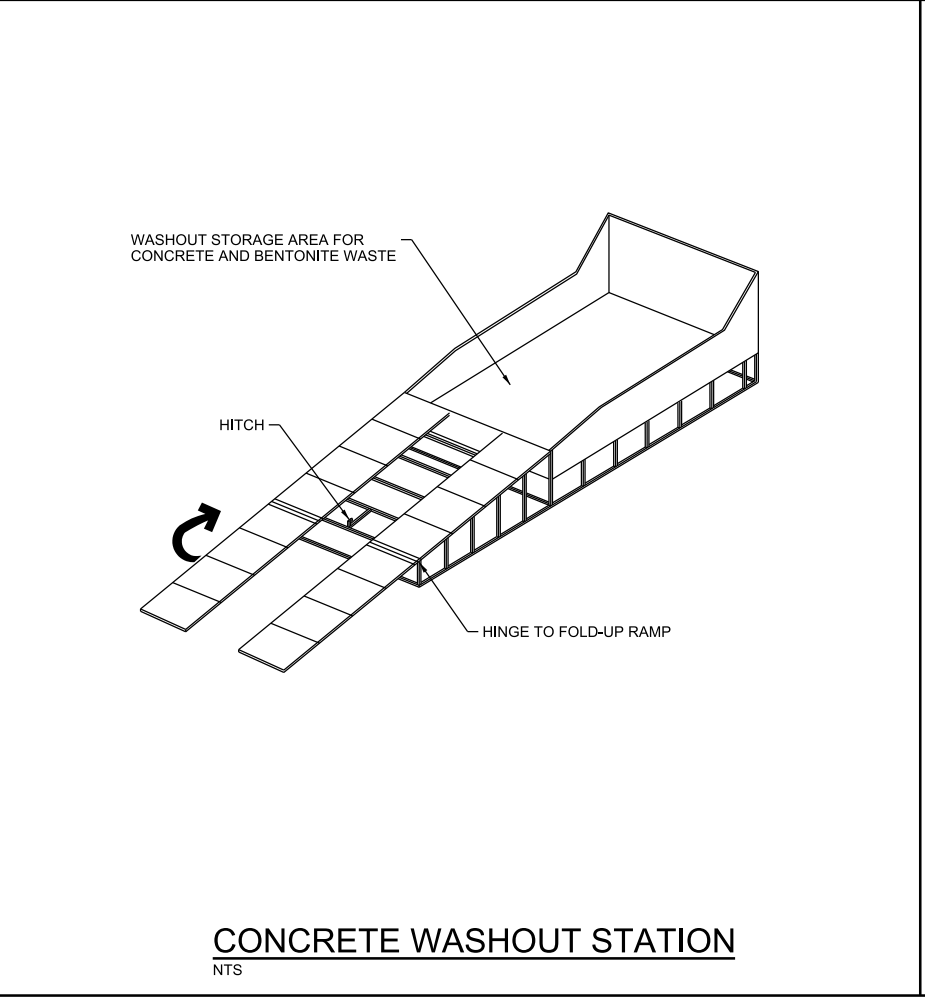 WASHOUT STORAGE AREA FOR
CONCRETE AND BENTONITE WASTE
HITCH
HINGE TO FOLD-UP RAMP
CONCRETE WASHOUT STATION
NTS